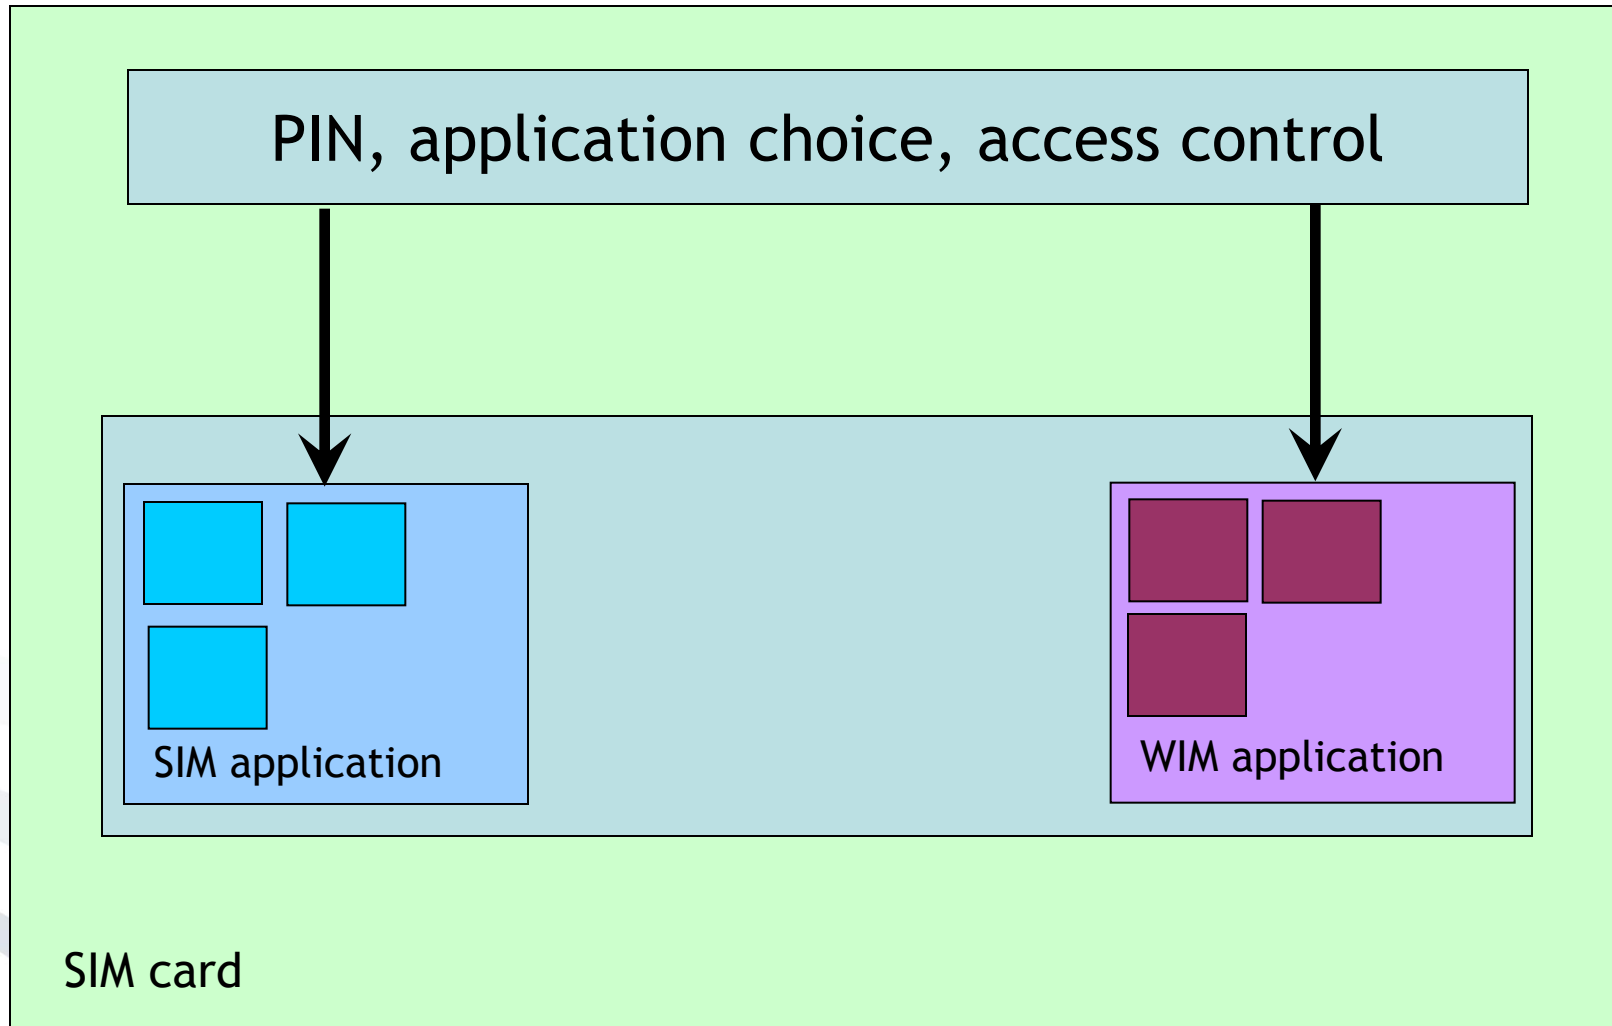 PIN, application choice, access control
SIM application
WIM application
SIM card